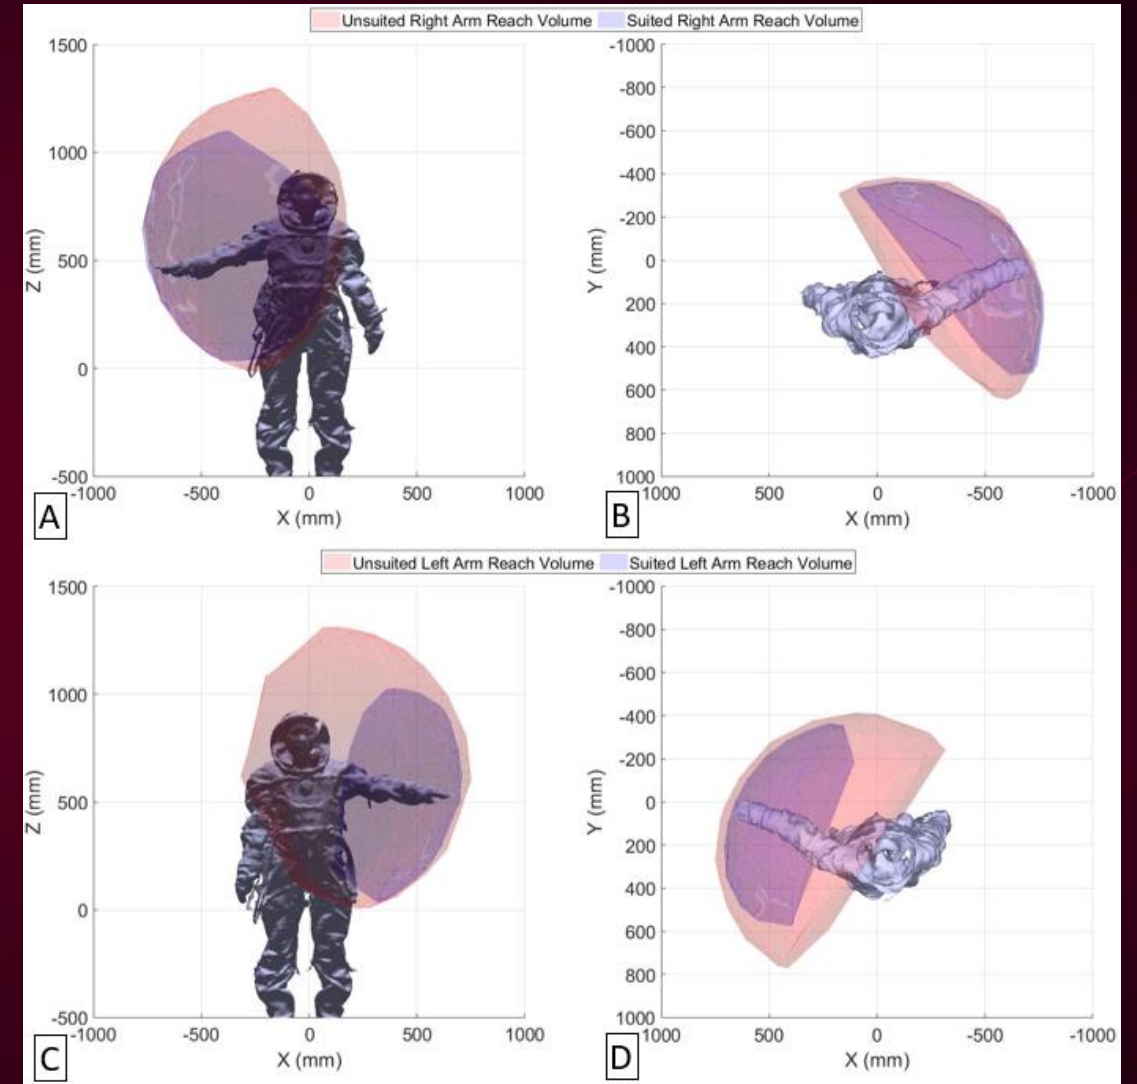 Unsuited Right Arm Reach Volume Suited Right Arm Reach Volume
1500
1000
500
0
-500
Z (mm)
-1000 -500 0 500 1000
X (mm)
A
-1000
-800
-600
-400
-200
0
200
400
600
800
1000
Y (mm)
1000 500 0 -500 -1000
X (mm)
B
Unsuited Left Arm Reach Volume Suited Left Arm Reach Volume
1500
1000
500
0
-500
Z (mm)
-1000 -500 0 500 1000
X (mm)
C
-1000
-800
-600
-400
-200
0
200
400
600
800
1000
Y (mm)
1000 500 0 -500 -1000
X (mm)
D